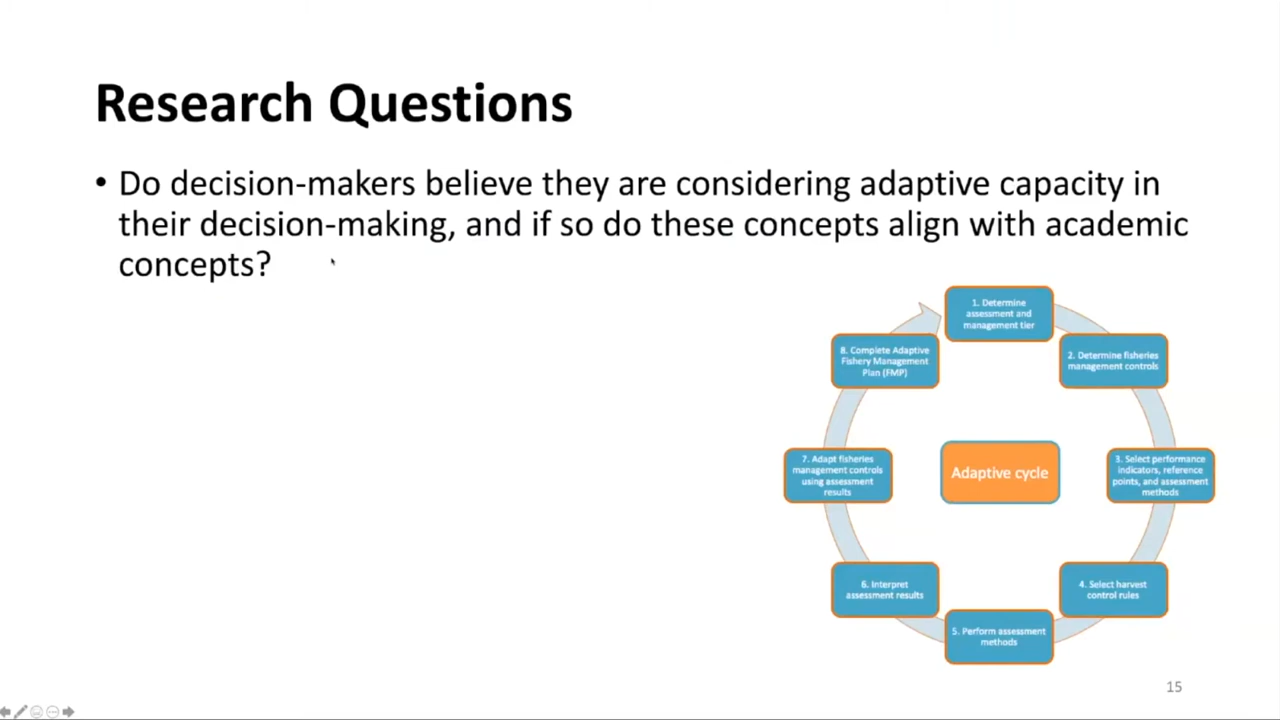 Research Questions
• Do decision-makers believe they are considering adaptive capacity in
their decision-making, and if so do these concepts align with academic
concepts?
1. Determine
assessment and
management tier
2. Determine fisheries
management controls
3. Select performance
indicators, reference
points, and assessment
methods
4. Select harvest
control rules
5. Perform assessment
methods
6. Interpret
assessment results
7. Adapt fisheries
management controls
using assessment
results
8. Complete Adaptive
Fishery Management
Plan (FMP)
Adaptive cycle
15